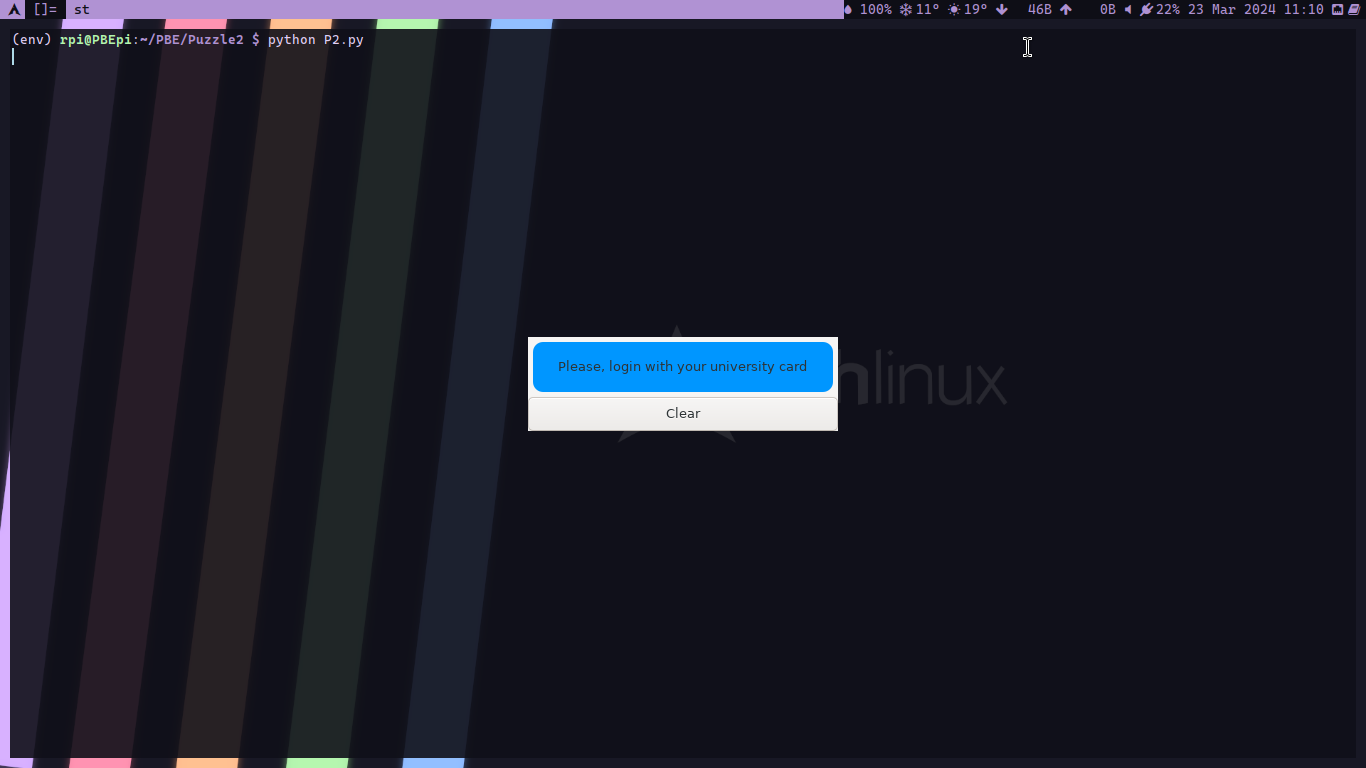 []= st 100% 11° 19° 46B 0B 22% 23 Mar 2024 11:10
(env) rpi@PBEpi:~/PBE/Puzzle2 $ python P2.py
Please, login with your university card
hlinux
Clear